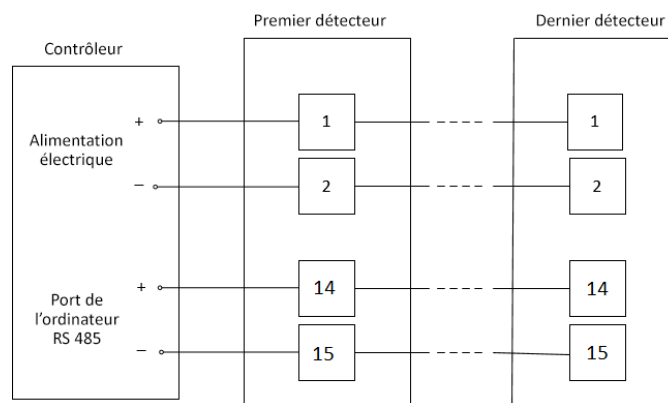 Premier détecteur
Dernier détecteur
Contrôleur
+
Alimentation
électrique
–
1
2
1
2
+
Port de
l'ordinateur
RS 485
–
14
15
14
15